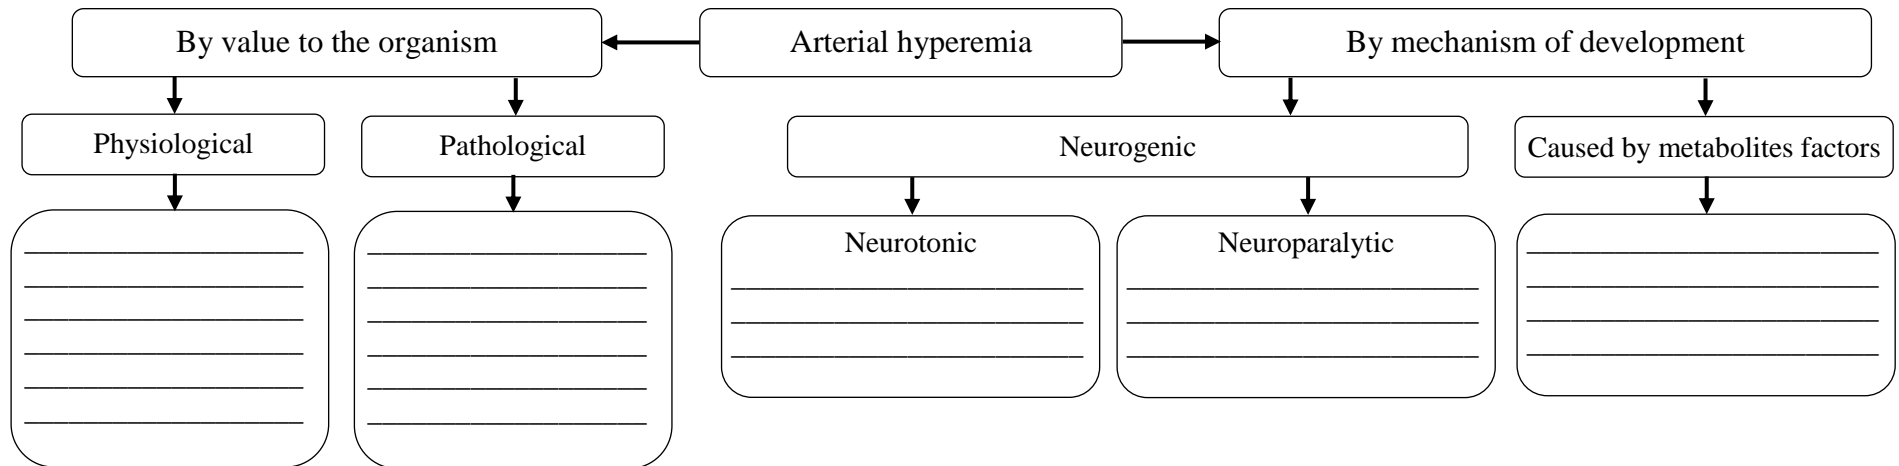 By value to the organism
Arterial hyperemia
By mechanism of development
Physiological
Pathological
Neurogenic
Caused by metabolites factors
Neurotonic
Neuroparalytic